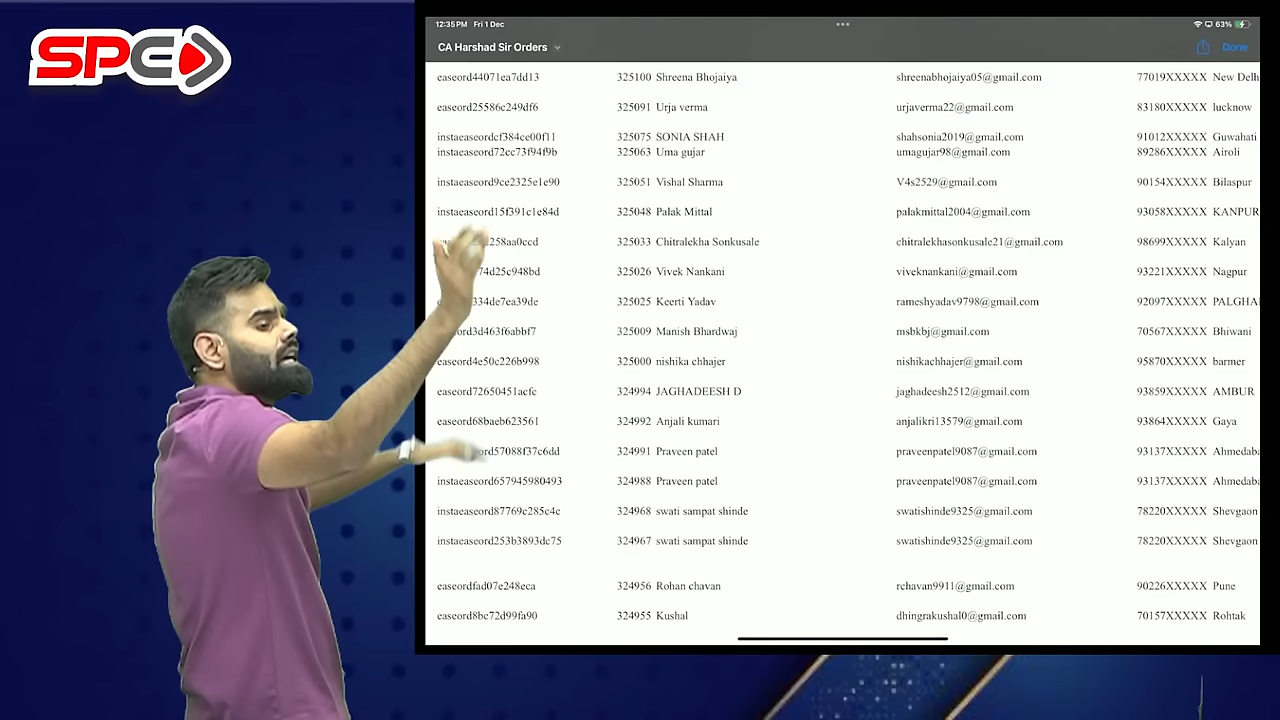 SPC
12:35PM Fri 1 Dec
63%
CA Harshad Sir Orders
Done
easeord44071ea7dd13 325100 Shreena Bhojaiya shreenabhojaiya05@gmail.com 77019XXXXX New Delh
easeord25586c249df6 325091 Urja verma urjaverma22@gmail.com 83180XXXXX lucknow
instaeaseordcf384ce00f11 325075 SONIA SHAH shahsonia2019@gmail.com 91012XXXXX Guwahati
instaeaseord72ec73f94f9b 325063 Uma gujar umagujar98@gmail.com 89286XXXXX Airoli
instaeaseord9ce2325e1e90 325051 Vishal Sharma V4s2529@gmail.com 90154XXXXX Bilaspur
instaeaseord15f391c1e84d 325048 Palak Mittal palakmittal2004@gmail.com 93058XXXXX KANPUR
258aa0ccd 325033 Chitralekha Sonkusale chitralekhasonkusale21@gmail.com 98699XXXXX Kalyan
74d25c948bd 325026 Vivek Nankani viveknankani@gmail.com 93221XXXXX Nagpur
334de7ea39de 325025 Keerti Yadav rameshyadav9798@gmail.com 92097XXXXX PALGHA
ord3d463f6abbf7 325009 Manish Bhardwaj msbkbj@gmail.com 70567XXXXX Bhiwani
easeord4e50c226b998 325000 nishika chhajer nishikachhajer@gmail.com 95870XXXXX barmer
easeord72650451aefc 324994 JAGHADEESH D jaghadeesh2512@gmail.com 93859XXXXX AMBUR
easeord68baeb623561 324992 Anjali kumari anjalikri13579@gmail.com 93864XXXXX Gaya
ord57088f37c6dd 324991 Praveen patel praveenpatel9087@gmail.com 93137XXXXX Ahmedaba
instaeaseord657945980493 324988 Praveen patel praveenpatel9087@gmail.com 93137XXXXX Ahmedaba
instaeaseord87769c285c4c 324968 swati sampat shinde swatishinde9325@gmail.com 78220XXXXX Shevgaon
instaeaseord253b3893dc75 324967 swati sampat shinde swatishinde9325@gmail.com 78220XXXXX Shevgaon
easeordfad07e248eca 324956 Rohan chavan rchavan9911@gmail.com 90226XXXXX Pune
easeord8bc72d99fa90 324955 Kushal dhingrakushal0@gmail.com 70157XXXXX Rohtak